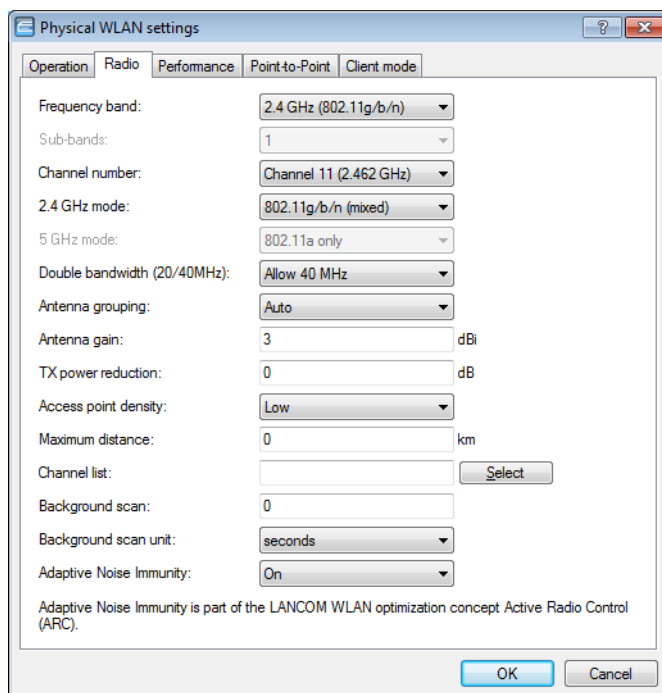 Physical WLAN settings
Operation Radio Performance Point-to-Point Client mode
Frequency band: 2.4 GHz (802.11g/b/n)
Sub-bands: 1
Channel number: Channel 11 (2.462 GHz)
2.4 GHz mode: 802.11g/b/n (mixed)
5 GHz mode: 802.11a only
Double bandwidth (20/40MHz): Allow 40 MHz
Antenna grouping: Auto
Antenna gain: 3 dBi
TX power reduction: 0 dB
Access point density: Low
Maximum distance: 0 km
Channel list: Select
Background scan: 0
Background scan unit: seconds
Adaptive Noise Immunity: On
Adaptive Noise Immunity is part of the LANCOM WLAN optimization concept Active Radio Control
(ARC).
OK Cancel